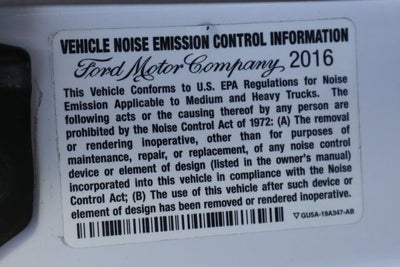 VEHICLE NOISE EMISSION CONTROL INFORMATION
Ford Motor Company 2016
This Vehicle Conforms to U.S. EPA Regulations for Noise
Emission Applicable to Medium and Heavy Trucks. The
following acts or the causing thereof by any person are
prohibited by the Noise Control Act of 1972: (A) The removal
or rendering inoperative, other than for purposes of
maintenance, repair, or replacement, of any noise control
device or element of design (listed in the owner's manual)
incorporated into this vehicle in compliance with the Noise
Control Act; (B) The use of this vehicle after such device or
element of design has been removed or rendered inoperative.
▽ GU5A-19A347-AB